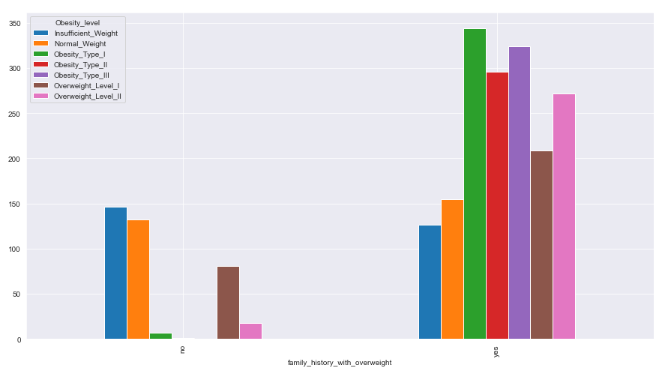 Obesity_level
Insufficient_Weight
Normal_Weight
Obesity_Type_I
Obesity_Type_II
Obesity_Type_III
Overweight_Level_I
Overweight_Level_II
350
300
250
200
150
100
50
0
no
yes
family_history_with_overweight